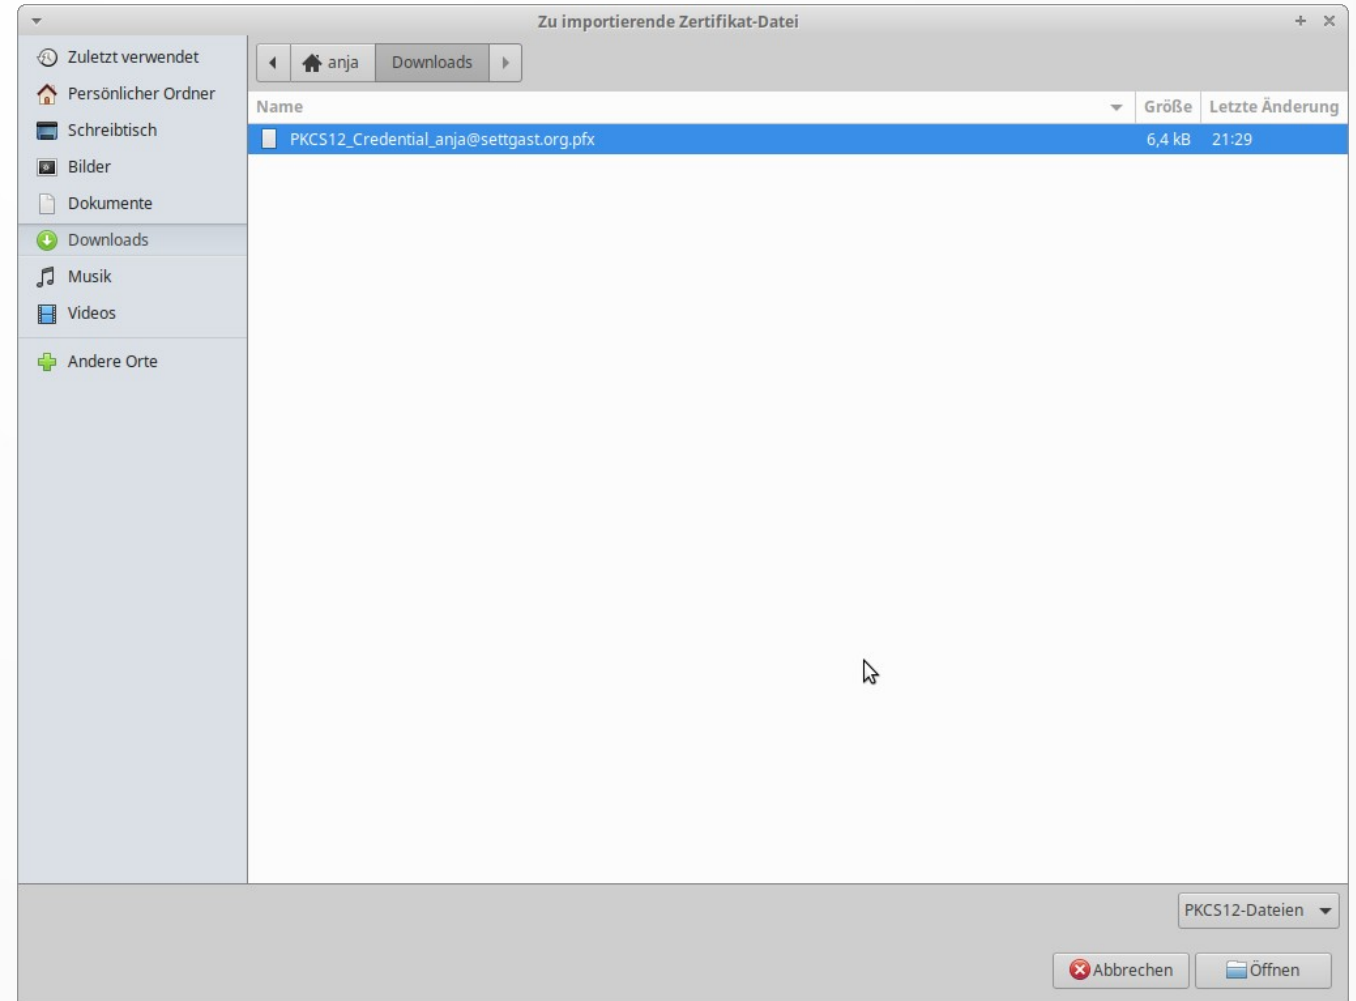 Zu importierende Zertifikat-Datei
Zuletzt verwendet
Persönlicher Ordner
Schreibtisch
Bilder
Dokumente
Downloads
Musik
Videos
Andere Orte
anja Downloads
Name Größe Letzte Änderung
PKCS12_Credential_anja@settgast.org.pfx 6,4 kB 21:29
PKCS12-Dateien
Abbrechen Öffnen